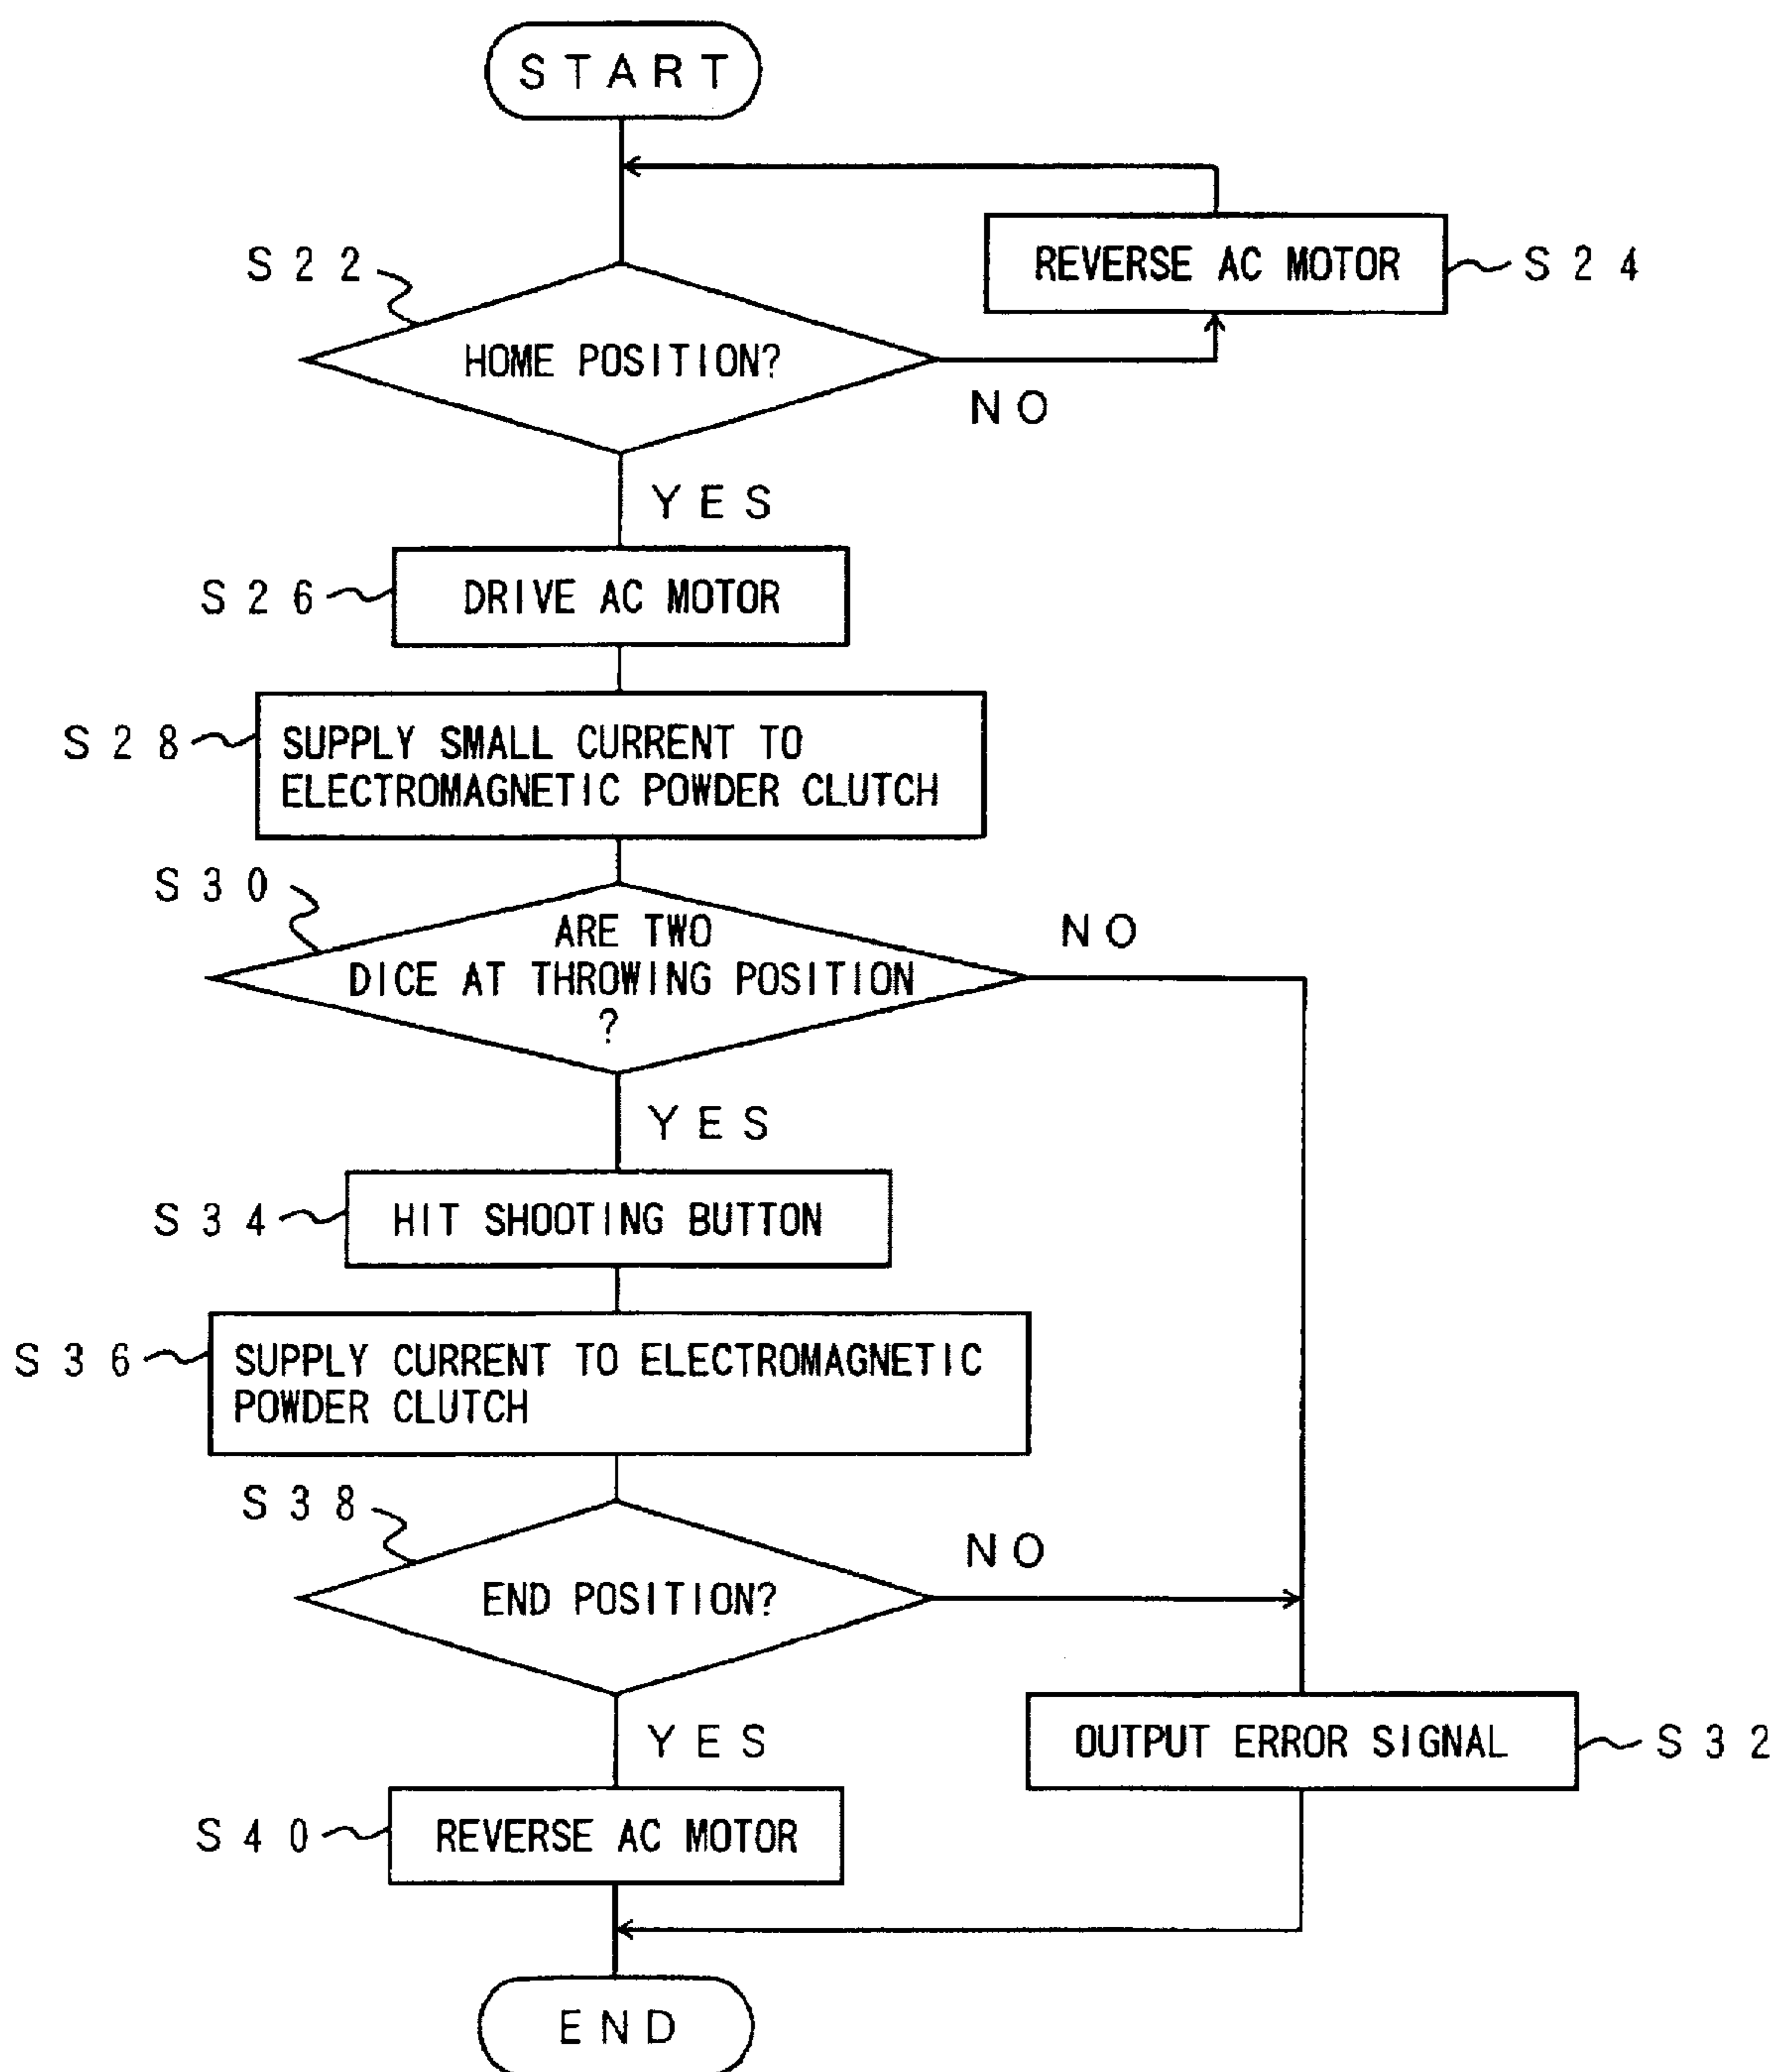 START
REVERSE AC MOTOR
S24
S22
HOME POSITION?
NO
YES
S26
DRIVE AC MOTOR
S28
SUPPLY SMALL CURRENT TO
ELECTROMAGNETIC POWDER CLUTCH
S30
ARE TWO
DICE AT THROWING POSITION
?
NO
YES
S34
HIT SHOOTING BUTTON
S36
SUPPLY CURRENT TO ELECTROMAGNETIC
POWDER CLUTCH
S38
END POSITION?
NO
YES
OUTPUT ERROR SIGNAL
S32
S40
REVERSE AC MOTOR
END